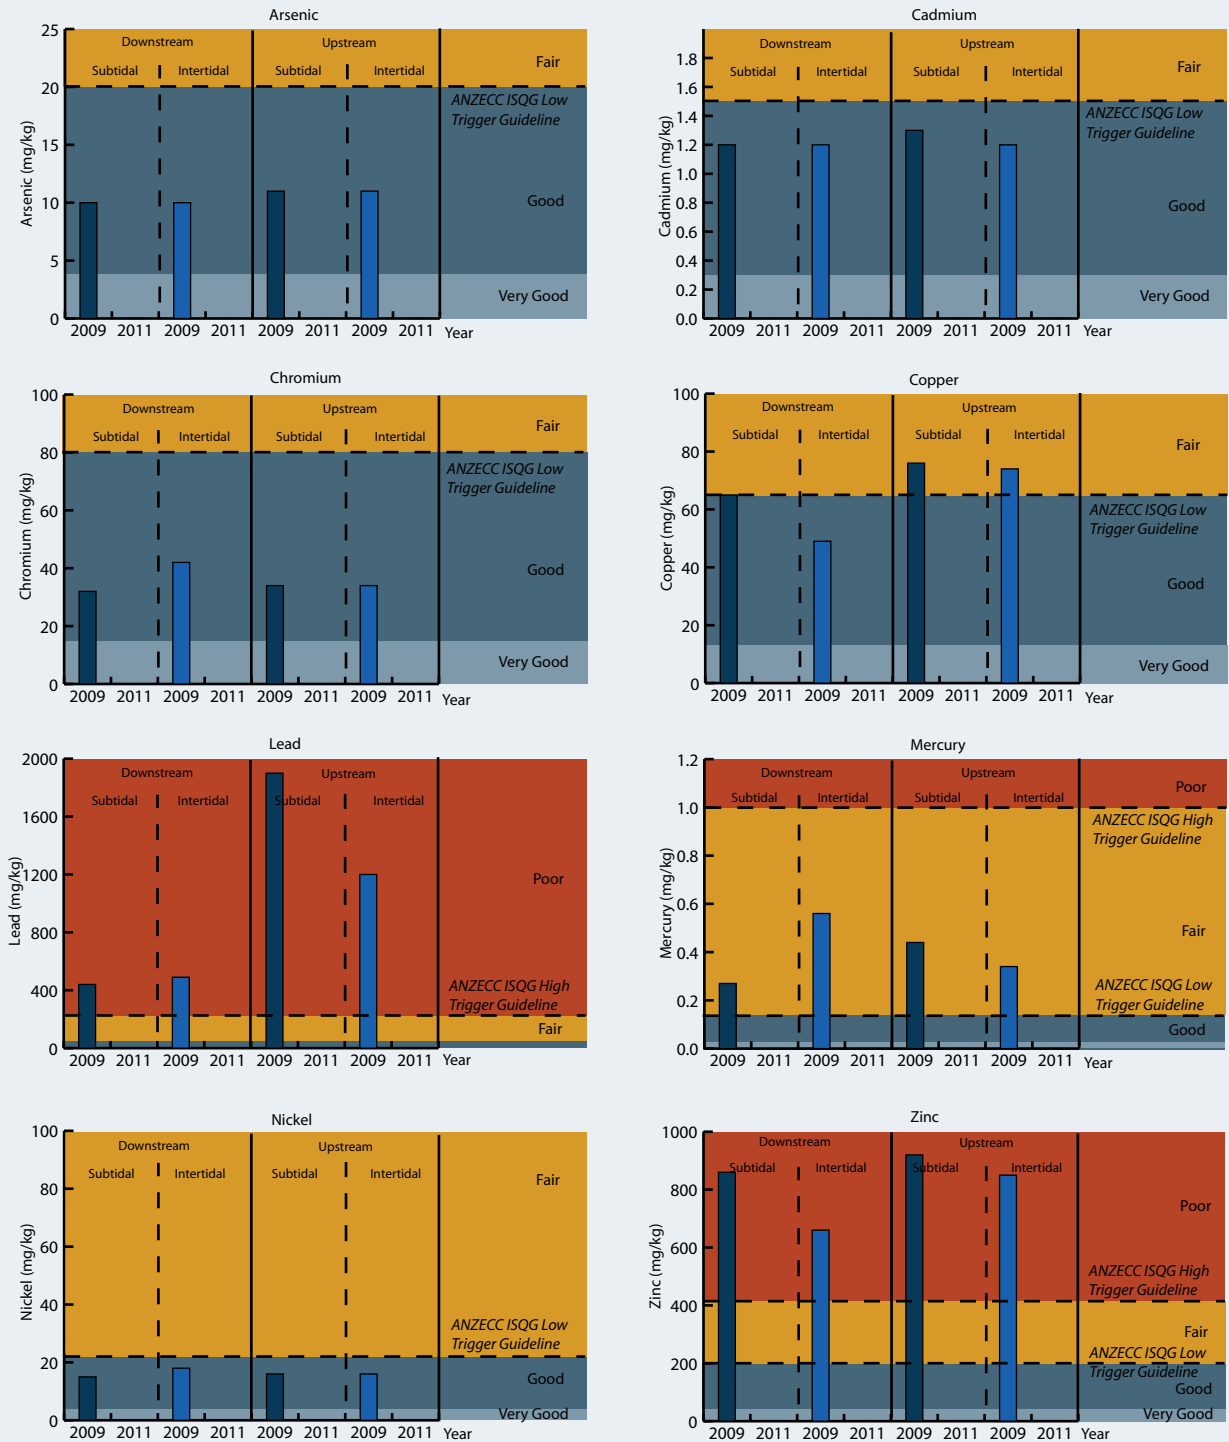 Arsenic
25
20
15
10
5
0
Arsenic (mg/kg)
Downstream
Upstream
Subtidal
Intertidal
Subtidal
Intertidal
Fair
ANZECC ISQG Low
Trigger Guideline
Good
Very Good
2009 2011 2009 2011 2009 2011 2009 2011 Year
Cadmium
1.8
1.6
1.4
1.2
1.0
0.8
0.6
0.4
0.2
0.0
Cadmium (mg/kg)
Downstream
Upstream
Subtidal
Intertidal
Subtidal
Intertidal
Fair
ANZECC ISQG Low
Trigger Guideline
Good
Very Good
2009 2011 2009 2011 2009 2011 2009 2011 Year
Chromium
100
80
60
40
20
0
Chromium (mg/kg)
Downstream
Upstream
Subtidal
Intertidal
Subtidal
Intertidal
Fair
ANZECC ISQG Low
Trigger Guideline
Good
Very Good
2009 2011 2009 2011 2009 2011 2009 2011 Year
Copper
100
80
60
40
20
0
Copper (mg/kg)
Downstream
Upstream
Subtidal
Intertidal
Subtidal
Intertidal
Fair
ANZECC ISQG Low
Trigger Guideline
Good
Very Good
2009 2011 2009 2011 2009 2011 2009 2011 Year
Lead
2000
1600
1200
800
400
0
Lead (mg/kg)
Downstream
Upstream
Subtidal
Intertidal
Subtidal
Intertidal
Poor
ANZECC ISQG High
Trigger Guideline
Fair
2009 2011 2009 2011 2009 2011 2009 2011 Year
Mercury
1.2
1.0
0.8
0.6
0.4
0.2
0.0
Mercury (mg/kg)
Downstream
Upstream
Subtidal
Intertidal
Subtidal
Intertidal
Poor
ANZECC ISQG High
Trigger Guideline
Fair
ANZECC ISQG Low
Trigger Guideline
Good
2009 2011 2009 2011 2009 2011 2009 2011 Year
Nickel
100
80
60
40
20
0
Nickel (mg/kg)
Downstream
Upstream
Subtidal
Intertidal
Subtidal
Intertidal
Fair
ANZECC ISQG Low
Trigger Guideline
Good
Very Good
2009 2011 2009 2011 2009 2011 2009 2011 Year
Zinc
1000
800
600
400
200
0
Zinc (mg/kg)
Downstream
Upstream
Subtidal
Intertidal
Subtidal
Intertidal
Poor
ANZECC ISQG High
Trigger Guideline
Fair
ANZECC ISQG Low
Trigger Guideline
Good
Very Good
2009 2011 2009 2011 2009 2011 2009 2011 Year